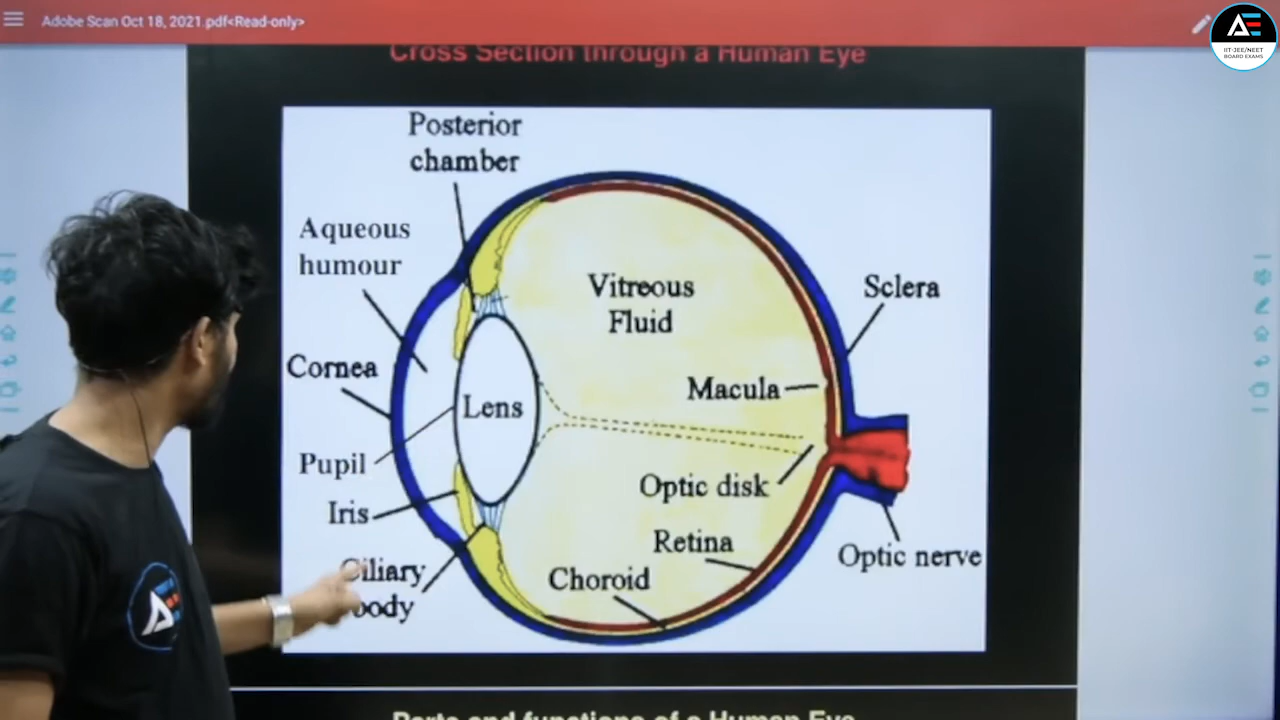 Adobe Scan Oct 18, 2021.pdf<Read-only>
AE
IIT-JEE/NEET
BOARD EXAMS
Cross Section through a Human Eye
Posterior
chamber
Aqueous
humour
Vitreous
Fluid
Sclera
Cornea
Macula
Lens
Pupil
Optic disk
Iris
Retina
Optic nerve
Ciliary
body
Choroid
AE
Parts and functions of a Human Eye